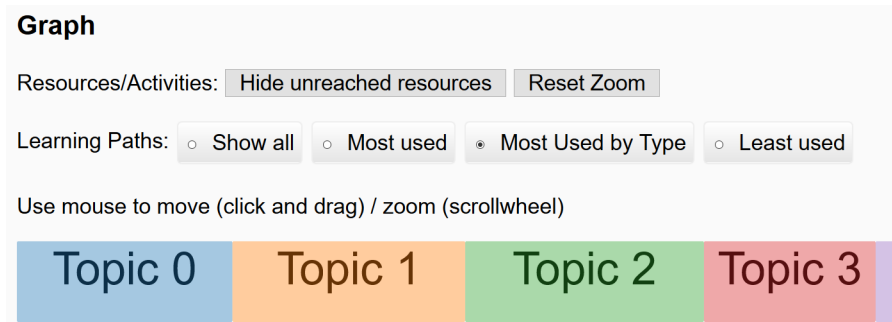 Graph
Resources/Activities: Hide unreached resources Reset Zoom
Learning Paths: Show all Most used Most Used by Type Least used
Use mouse to move (click and drag) / zoom (scrollwheel)
Topic 0 Topic 1 Topic 2 Topic 3